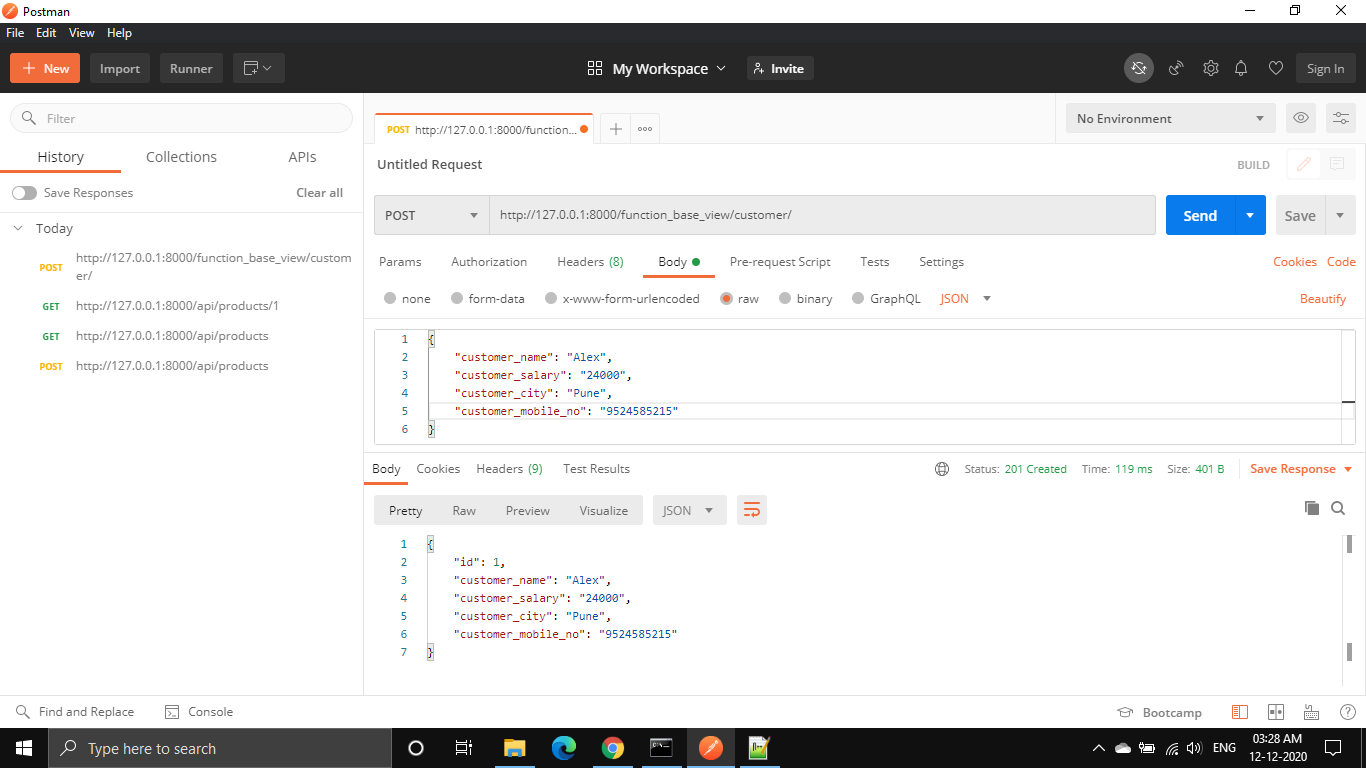 Postman
File Edit View Help
New Import Runner My Workspace Invite Sign In
Filter
History Collections APIs
Save Responses Clear all
Today
POST http://127.0.0.1:8000/function_base_view/custom
er/
GET http://127.0.0.1:8000/api/products/1
GET http://127.0.0.1:8000/api/products
POST http://127.0.0.1:8000/api/products
POST http://127.0.0.1:8000/function... No Environment
Untitled Request BUILD
POST http://127.0.0.1:8000/function_base_view/customer/ Send Save
Params Authorization Headers (8) Body Pre-request Script Tests Settings Cookies Code
none form-data x-www-form-urlencoded raw binary GraphQL JSON Beautify
1 {
2 "customer_name": "Alex",
3 "customer_salary": "24000",
4 "customer_city": "Pune",
5 "customer_mobile_no": "9524585215"
6 }
Body Cookies Headers (9) Test Results Status: 201 Created Time: 119 ms Size: 401 B Save Response
Pretty Raw Preview Visualize JSON
1 {
2 "id": 1,
3 "customer_name": "Alex",
4 "customer_salary": "24000",
5 "customer_city": "Pune",
6 "customer_mobile_no": "9524585215"
7 }
Find and Replace Console Bootcamp
Type here to search ENG 03:28 AM
12-12-2020